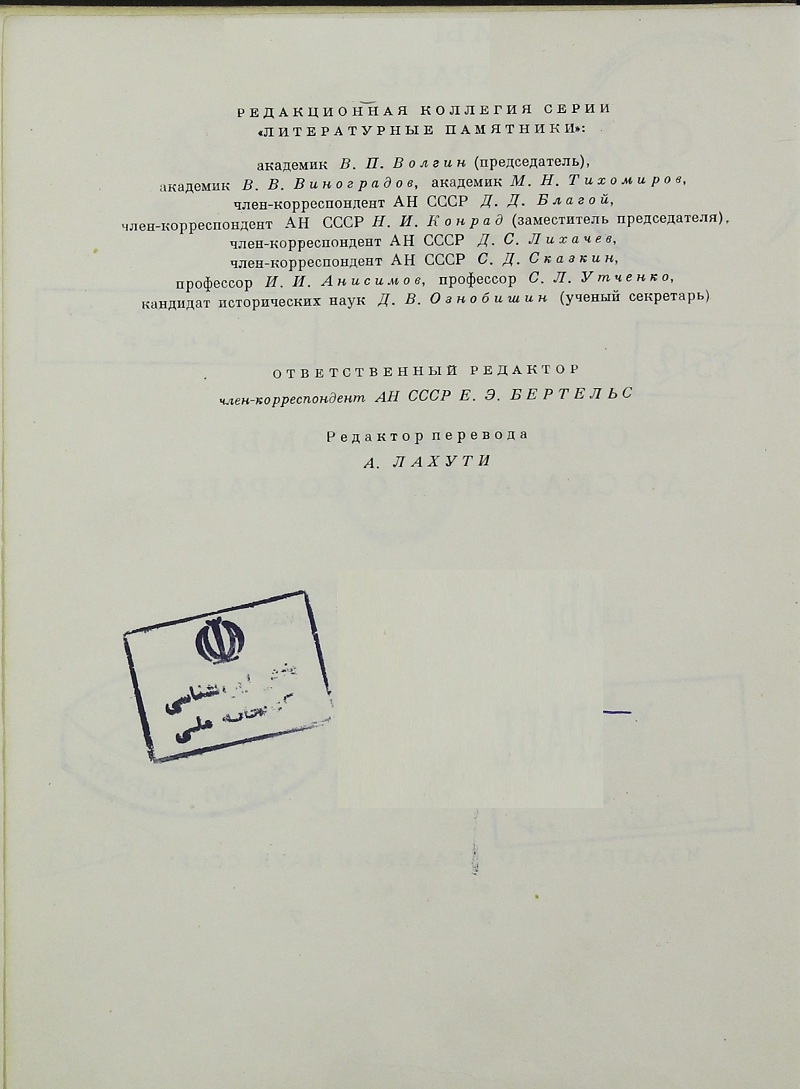 РЕДАКЦИОННАЯ КОЛЛЕГИЯ СЕРИИ
«ЛИТЕРАТУРНЫЕ ПАМЯТНИКИ»:
академик В. П. Волгин (председатель),
академик В. В. Виноградов, академик М. Н. Тихомиров,
член-корреспондент АН СССР Д. Д. Благой,
член-корреспондент АН СССР Н. И. Конрад (заместитель председателя),
член-корреспондент АН СССР Д. С. Лихачев,
член-корреспондент АН СССР С. Д. Сказкин,
профессор И. И. Анисимов, профессор С. Л. Утченко,
кандидат исторических наук Д. В. Ознобишин (ученый секретарь)
ОТВЕТСТВЕННЫЙ РЕДАКТОР
член-корреспондент АН СССР Е. Э. БЕРТЕЛЬС
Редактор перевода
А. ЛАХУТИ
ملی